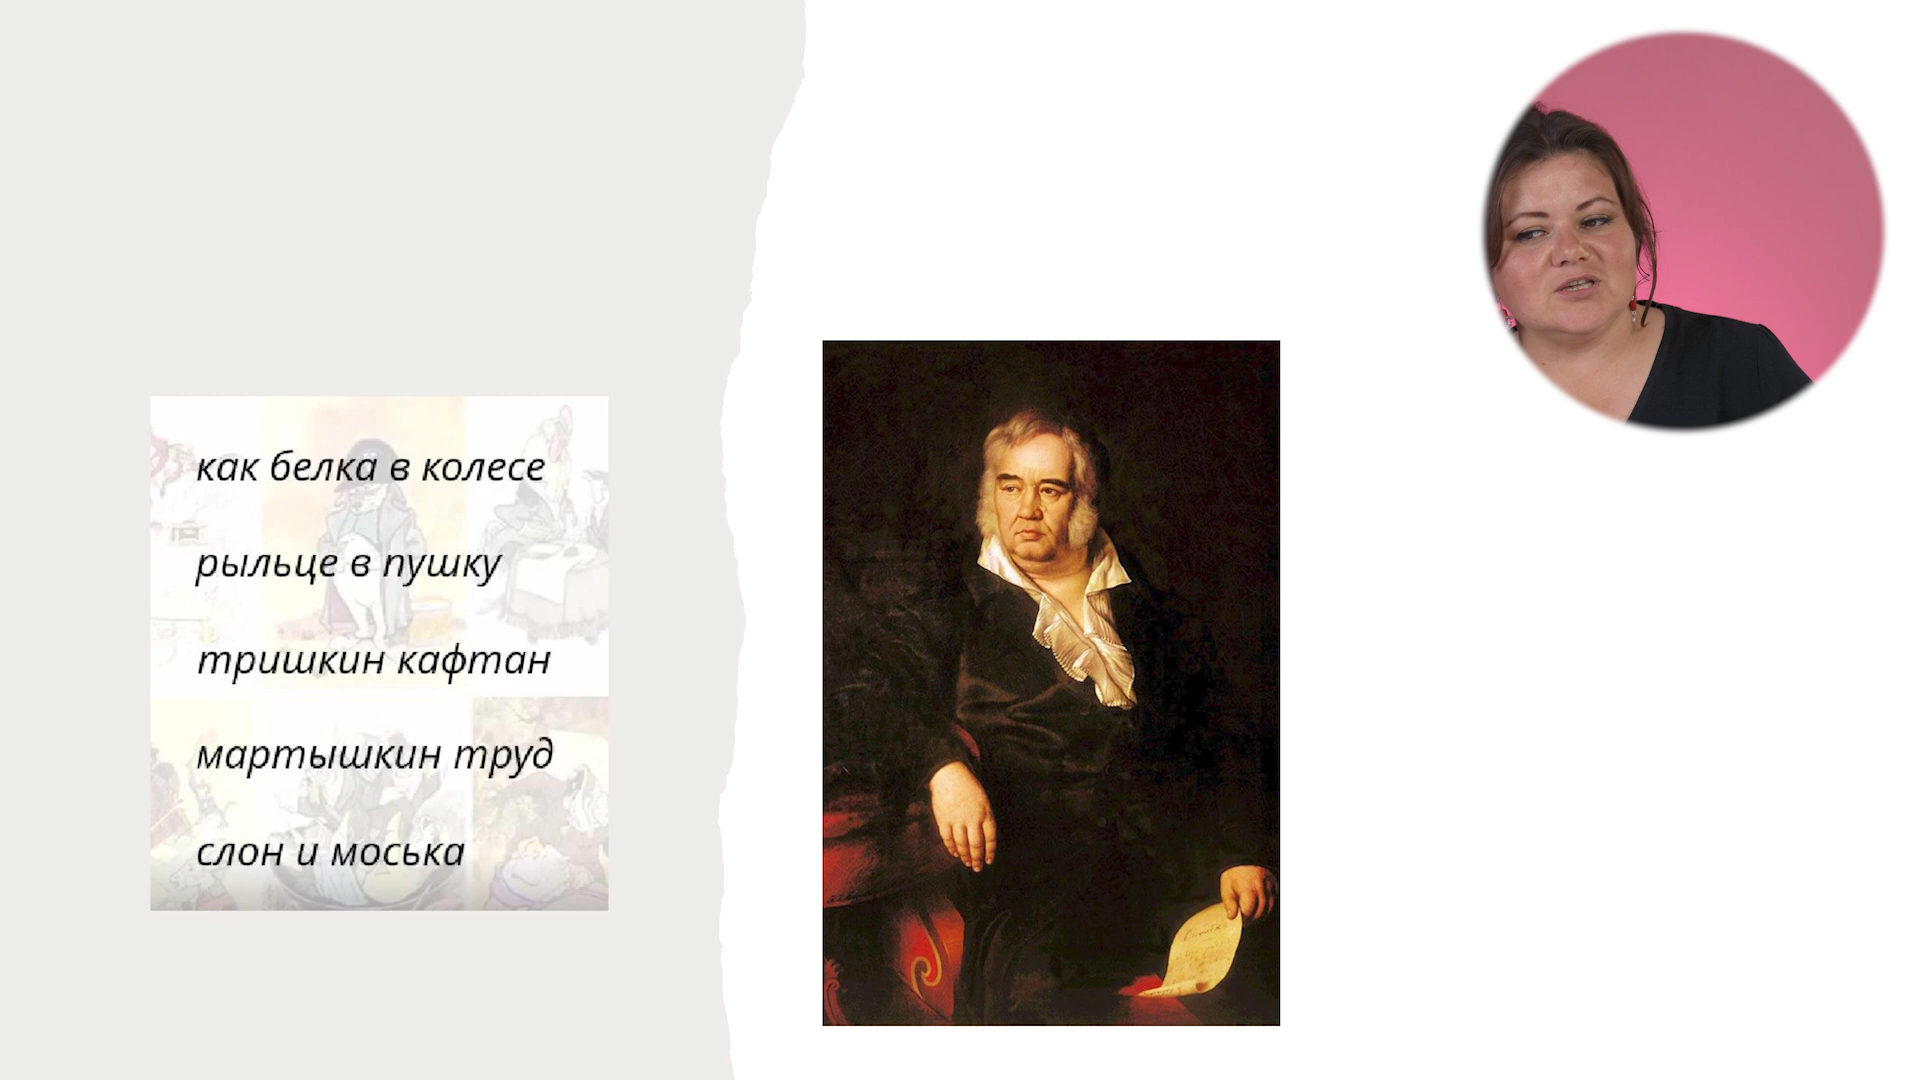 как белка в колесе
рыльце в пушку
тришкин кафтан
мартышкин труд
слон и моська